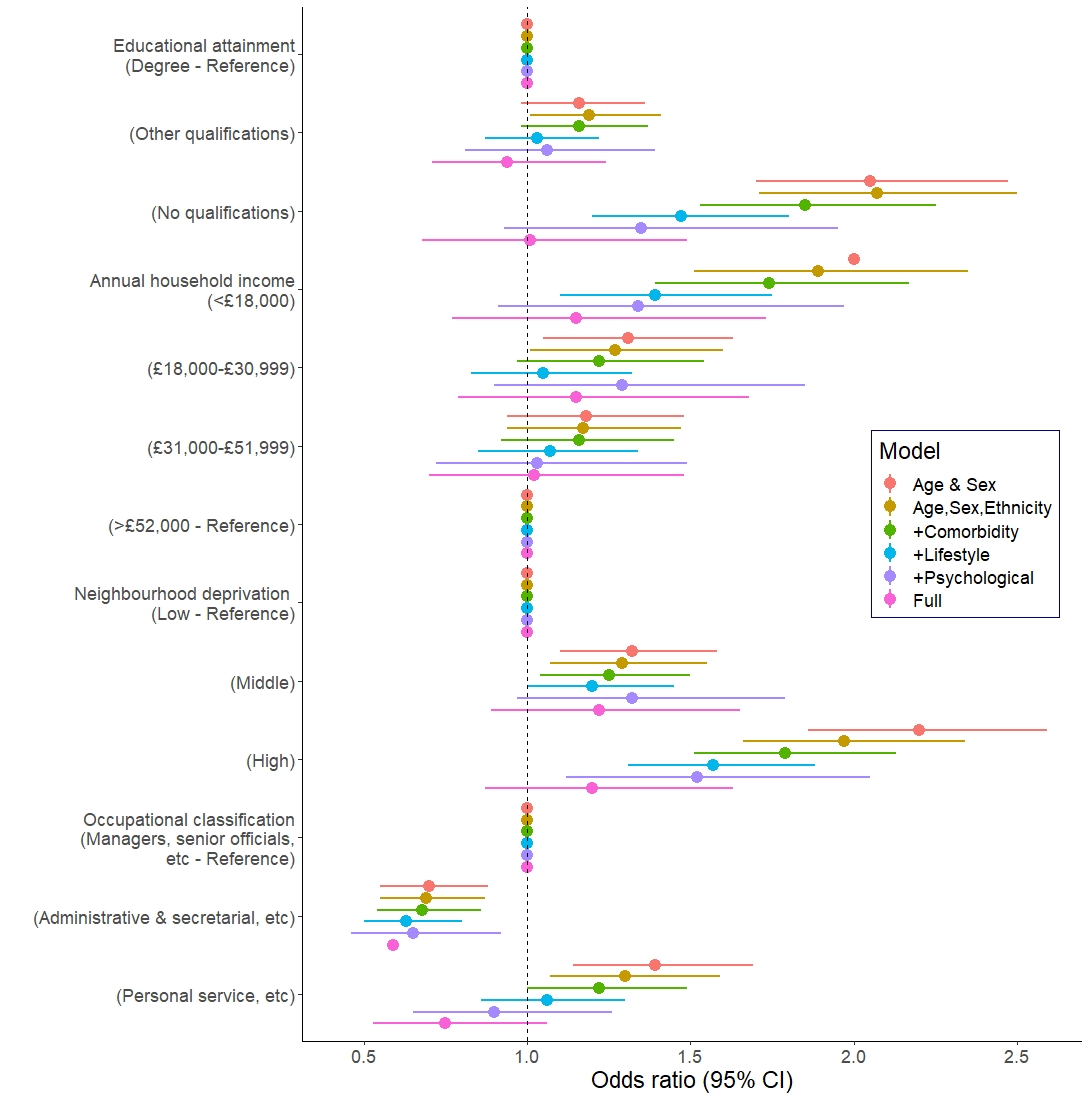 Educational attainment
(Degree - Reference)
(Other qualifications)
(No qualifications)
Annual household income
(<£18,000)
(£18,000-£30,999)
(£31,000-£51,999)
(>£52,000 - Reference)
Neighbourhood deprivation
(Low - Reference)
(Middle)
(High)
Occupational classification
(Managers, senior officials,
etc - Reference)
(Administrative & secretarial, etc)
(Personal service, etc)
Model
Age & Sex
Age,Sex,Ethnicity
+Comorbidity
+Lifestyle
+Psychological
Full
0.5 1.0 1.5 2.0 2.5
Odds ratio (95% CI)